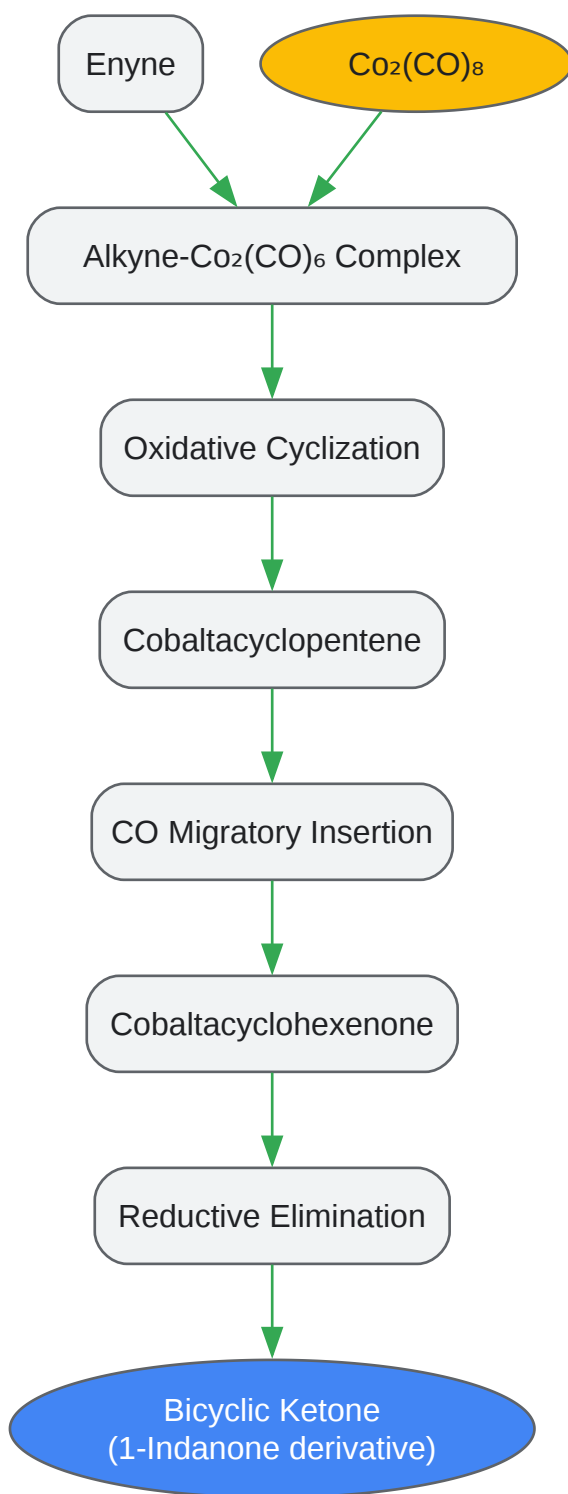 Enyne
Co₂(CO)₈
Alkyne-Co₂(CO)₆ Complex
Oxidative Cyclization
Cobaltacyclopentene
CO Migratory Insertion
Cobaltacyclohexenone
Reductive Elimination
Bicyclic Ketone
(1-Indanone derivative)